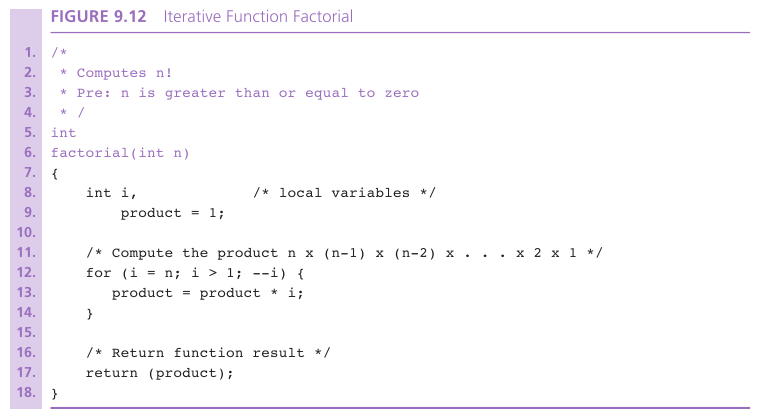 FIGURE 9.12 Iterative Function Factorial
1. /*
2.  * Computes n!
3.  * Pre: n is greater than or equal to zero
4.  * /
5. int
6. factorial(int n)
7. {
8.     int i,             /* local variables */
9.         product = 1;
10.
11.     /* Compute the product n x (n-1) x (n-2) x . . . x 2 x 1 */
12.     for (i = n; i > 1; --i) {
13.        product = product * i;
14.     }
15.
16.     /* Return function result */
17.     return (product);
18. }